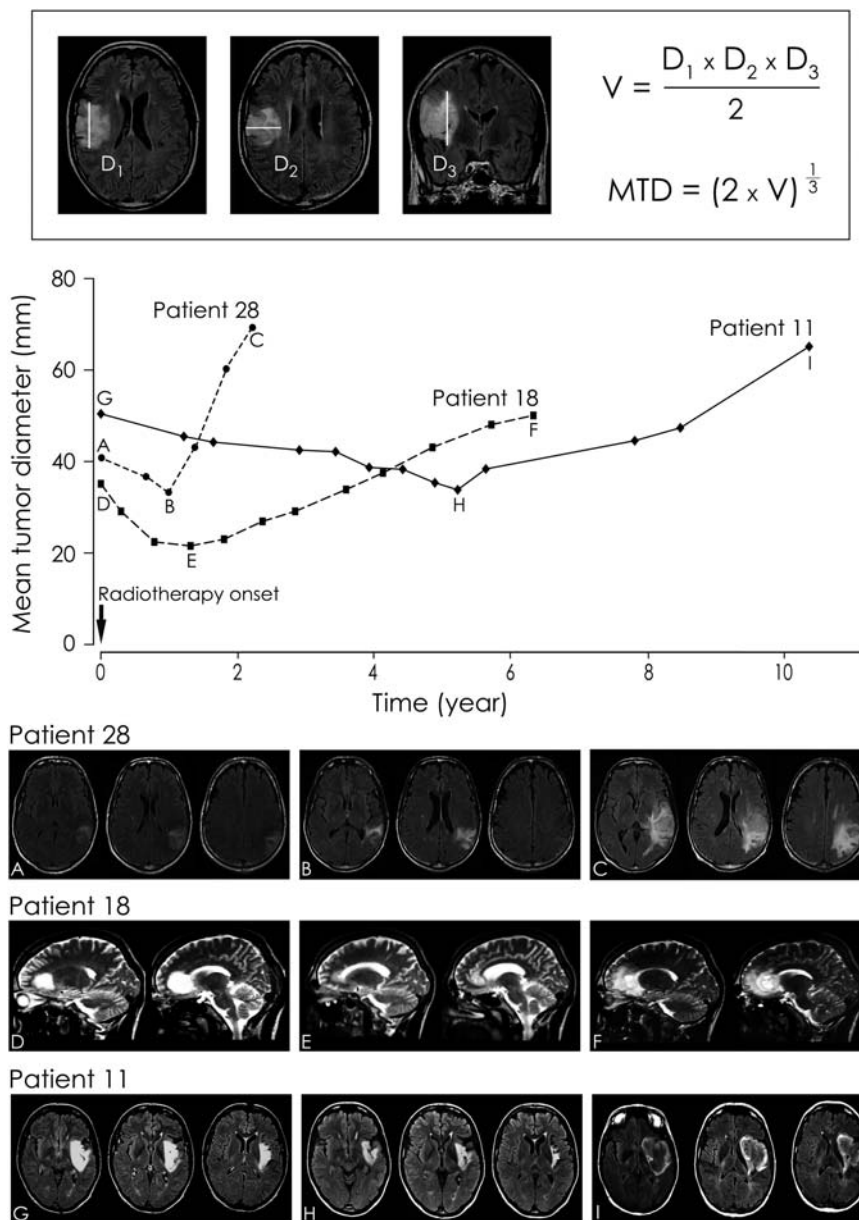 D1
D2
D3
V = D1 x D2 x D3 / 2
MTD = (2 x V) 1/3
Mean tumor diameter (mm)
80
60
40
20
0
Patient 28
Patient 11
Patient 18
G
A
D
B
C
E
F
H
I
Radiotherapy onset
0
2
4
6
8
10
Time (year)
Patient 28
A
B
C
Patient 18
D
E
F
Patient 11
G
H
I